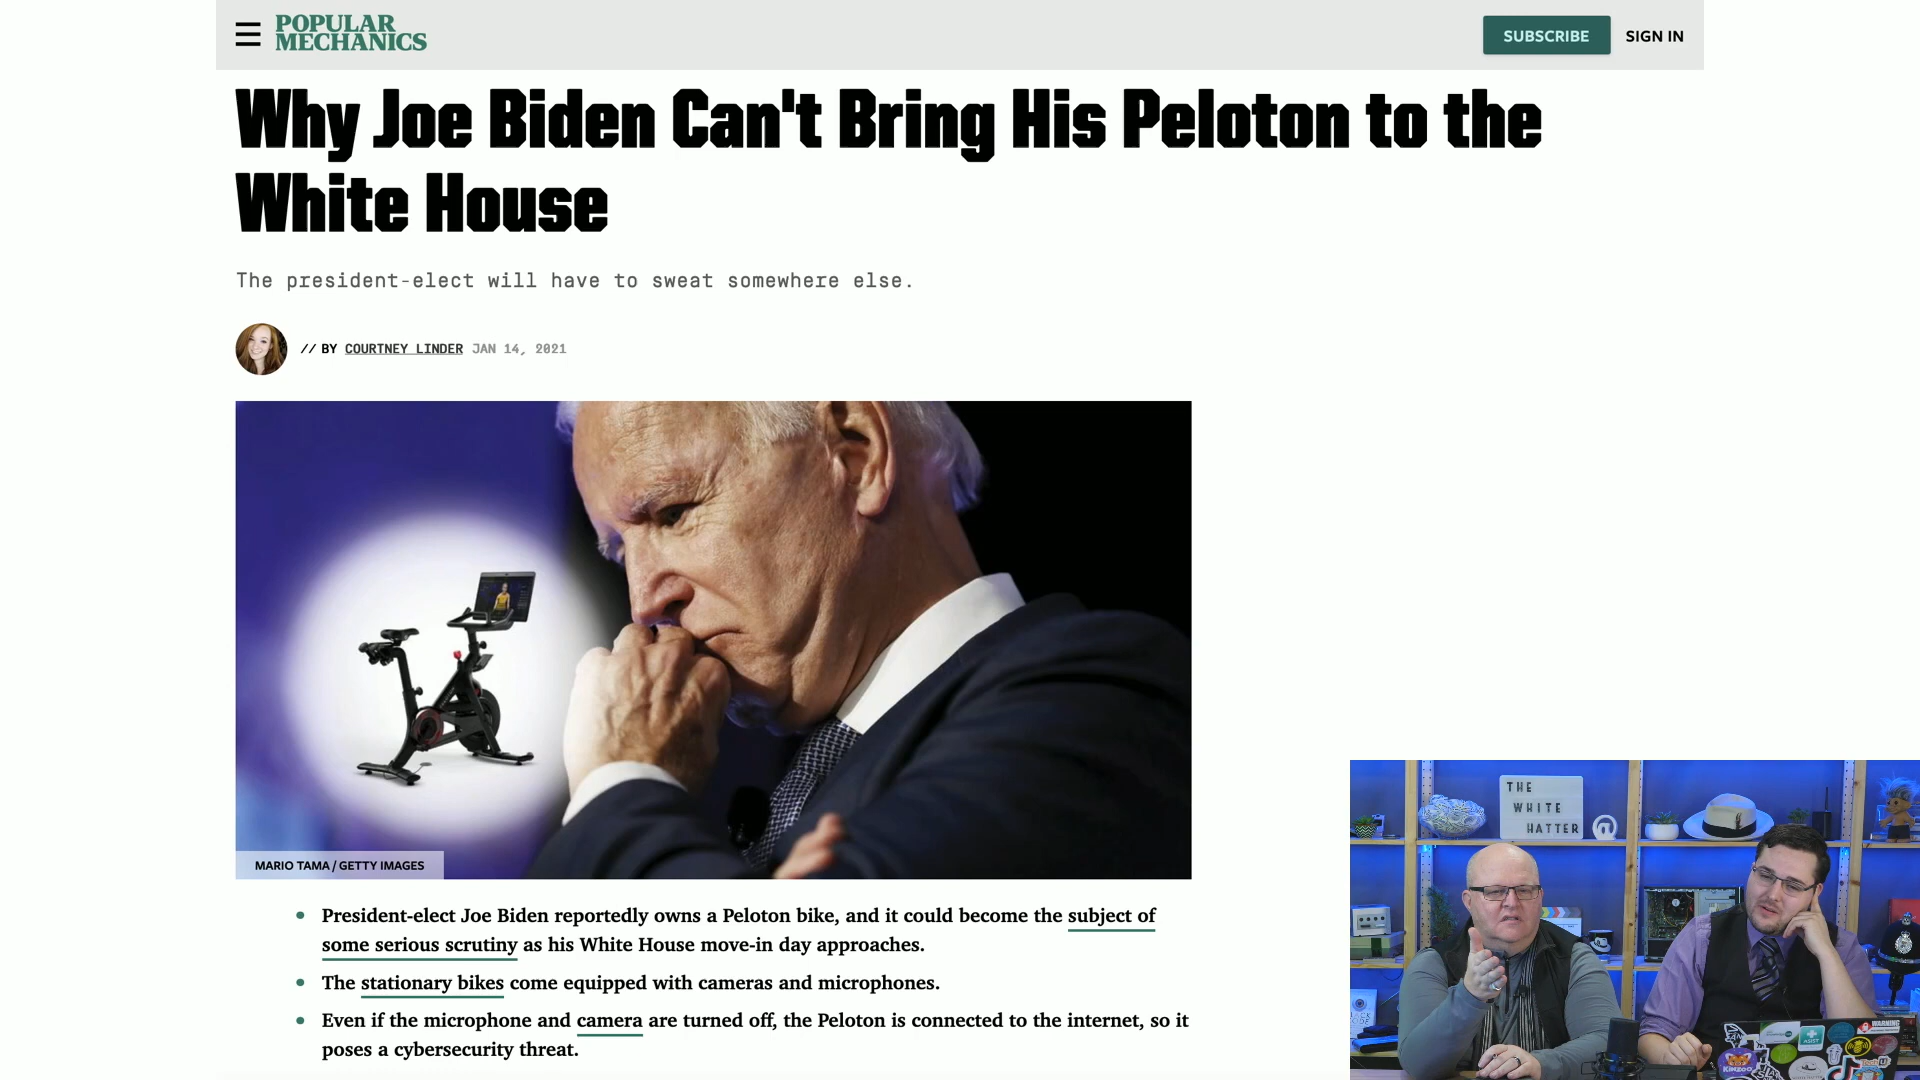 POPULAR
MECHANICS
SUBSCRIBE
SIGN IN
Why Joe Biden Can't Bring His Peloton to the
White House
The president-elect will have to sweat somewhere else.
// BY COURTNEY LINDER JAN 14, 2021
MARIO TAMA / GETTY IMAGES
• President-elect Joe Biden reportedly owns a Peloton bike, and it could become the subject of
some serious scrutiny as his White House move-in day approaches.
• The stationary bikes come equipped with cameras and microphones.
• Even if the microphone and camera are turned off, the Peloton is connected to the internet, so it
poses a cybersecurity threat.
THE
WHITE
HATTER
WARNING
KINZOO